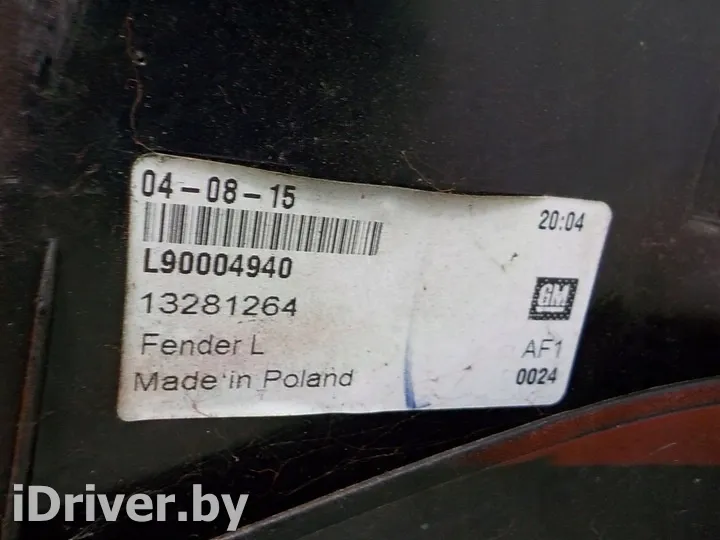 04-08-15
20:04
L90004940
13281264
GM
Fender L
AF1
Made in Poland
0024
iDriver.by